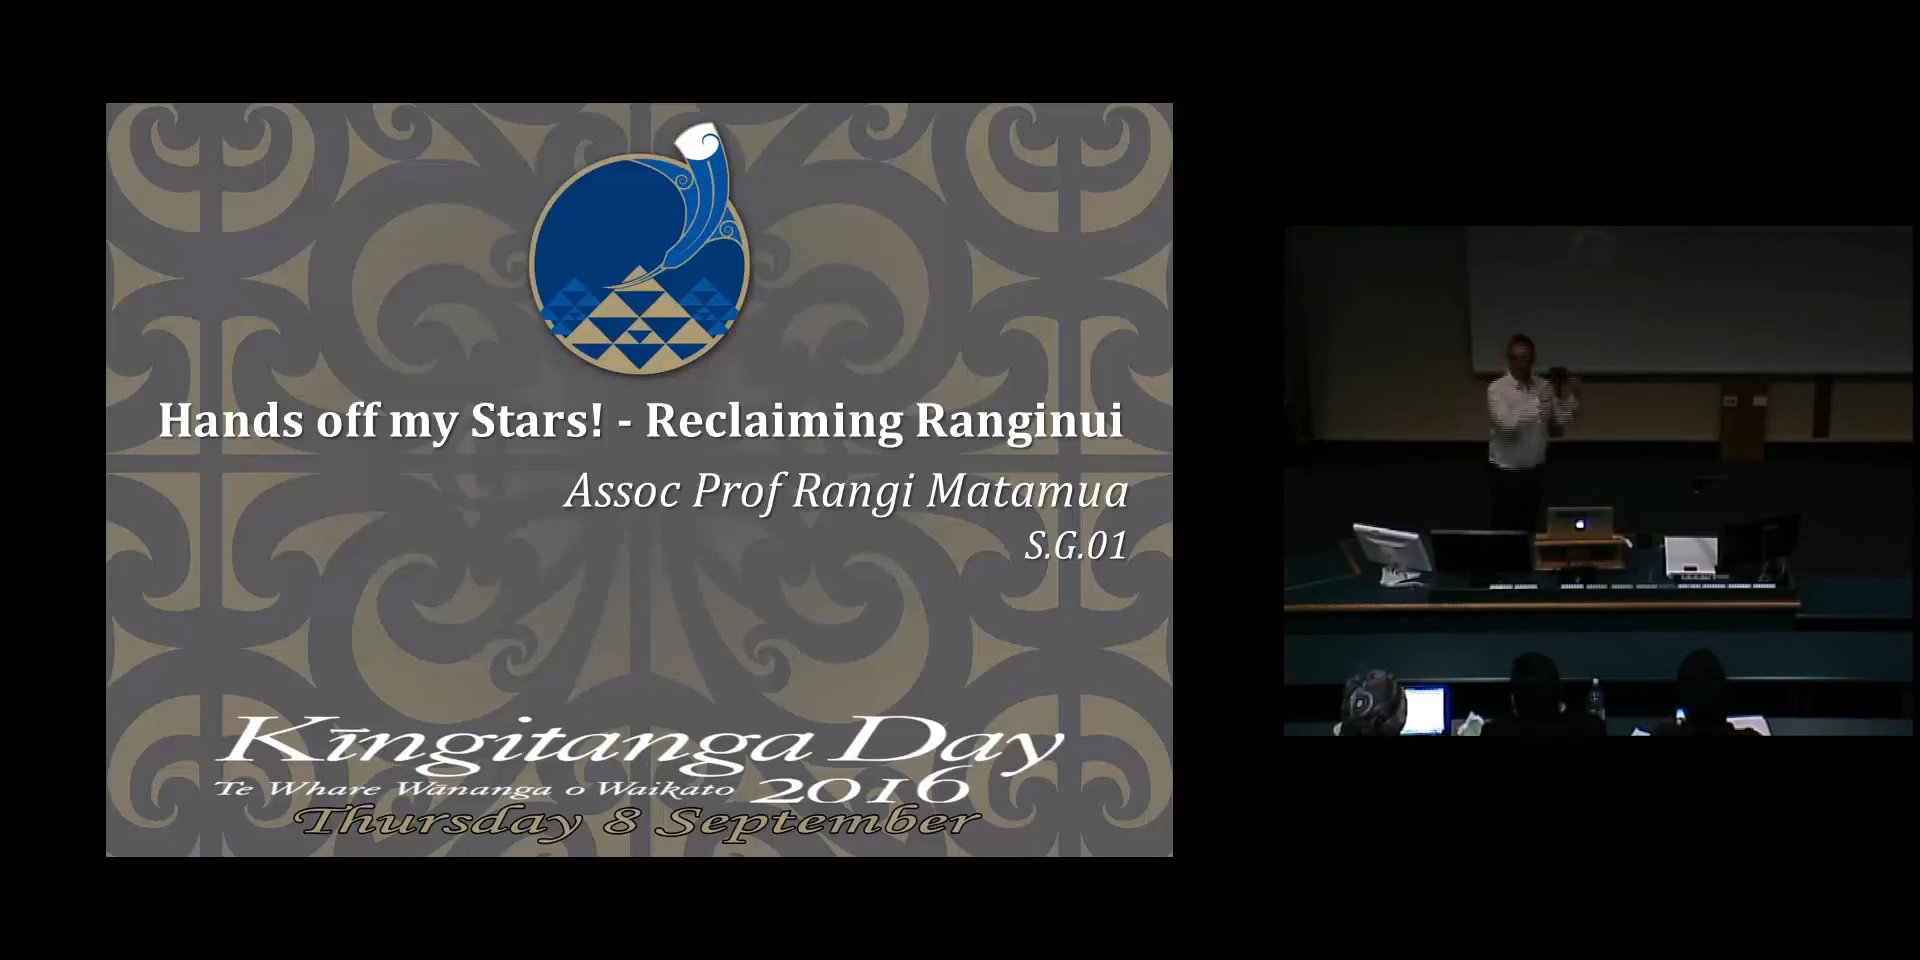 Hands off my Stars! - Reclaiming Ranginui
Assoc Prof Rangi Matamua
S.G.01
Kīngitanga Day
Te Whare Wānanga o Waikato 2016
Thursday 8 September